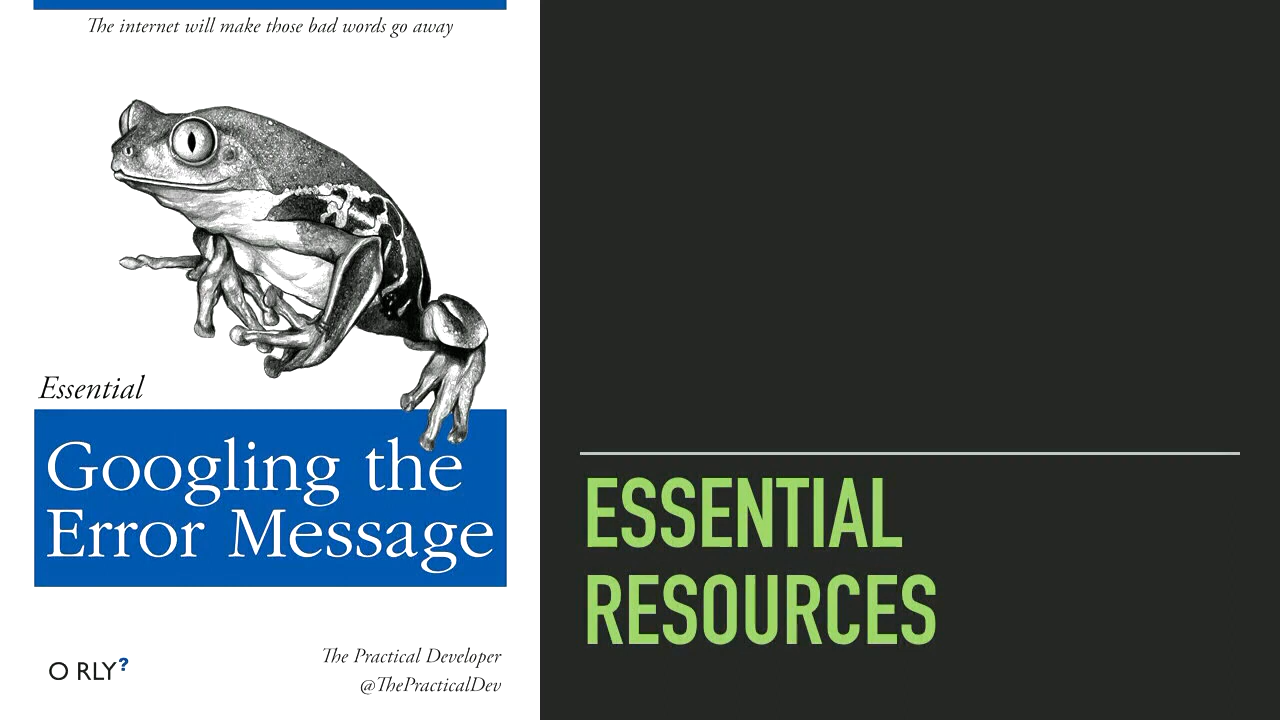 The internet will make those bad words go away
Essential
Googling the
Error Message
O RLY?
The Practical Developer
@ThePracticalDev
ESSENTIAL
RESOURCES